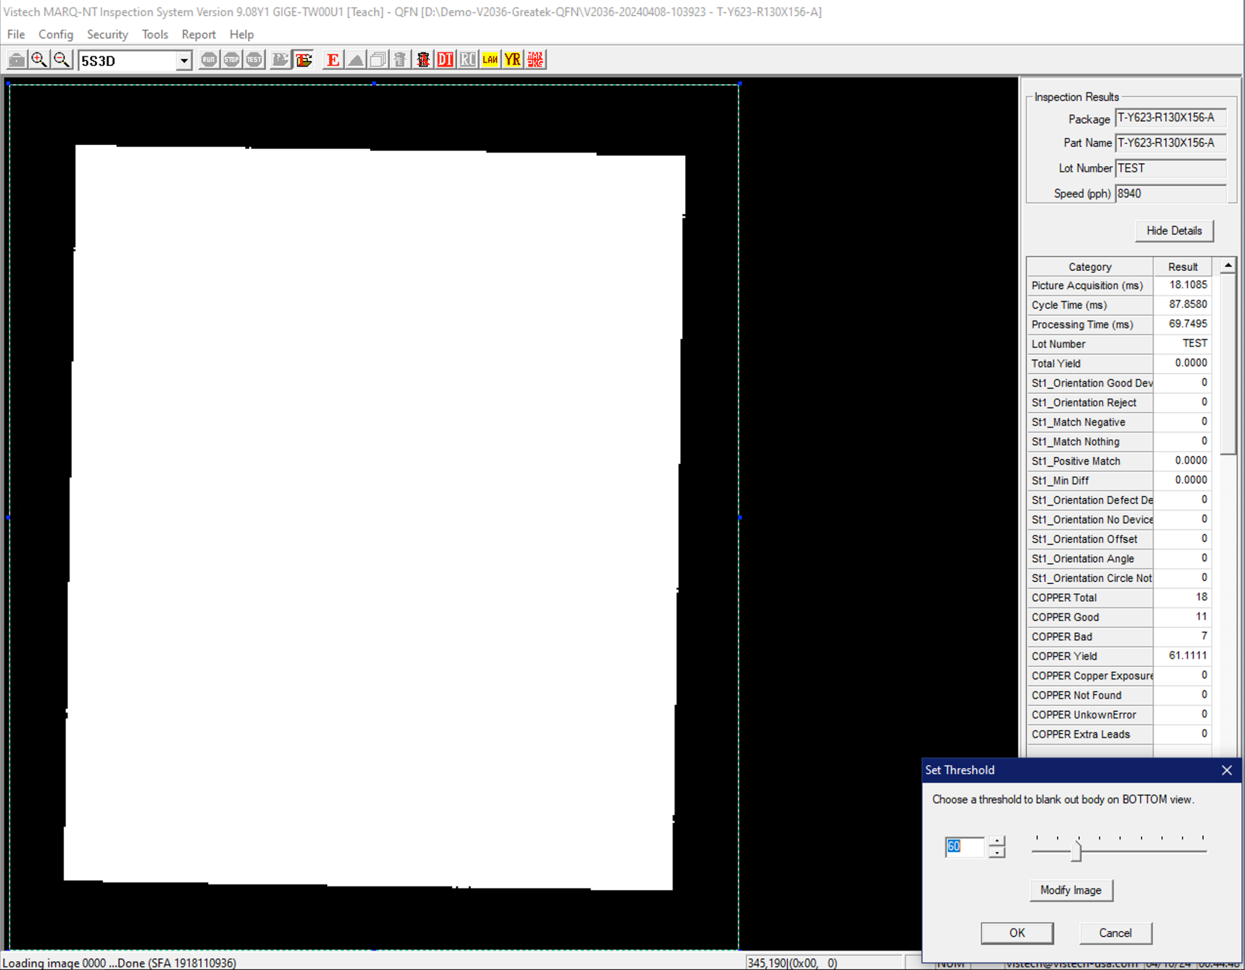 Vistech MARQ-NT Inspection System Version 9.08Y1 GIGE-TW00U1 [Teach] - QFN [D:\Demo-V2036-Greatek-QFN\V2036-20240408-103923 - T-Y623-R130X156-A]
File Config Security Tools Report Help
5S3D RUN STOP TEST E DI RC LAW YR
Inspection Results
Package T-Y623-R130X156-A
Part Name T-Y623-R130X156-A
Lot Number TEST
Speed (pph) 8940
Hide Details
Category Result
Picture Acquisition (ms) 18.1085
Cycle Time (ms) 87.8580
Processing Time (ms) 69.7495
Lot Number TEST
Total Yield 0.0000
St1_Orientation Good Dev 0
St1_Orientation Reject 0
St1_Match Negative 0
St1_Match Nothing 0
St1_Positive Match 0.0000
St1_Min Diff 0.0000
St1_Orientation Defect De 0
St1_Orientation No Device 0
St1_Orientation Offset 0
St1_Orientation Angle 0
St1_Orientation Circle Not 0
COPPER Total 18
COPPER Good 11
COPPER Bad 7
COPPER Yield 61.1111
COPPER Copper Exposure 0
COPPER Not Found 0
COPPER UnkownError 0
COPPER Extra Leads 0
Set Threshold
Choose a threshold to blank out body on BOTTOM view.
60
Modify Image
OK Cancel
Loading image 0000 ...Done (SFA 1918110936) 345,190|(0x00, 0) NUM vistech@vistech-usa.com 04/10/24